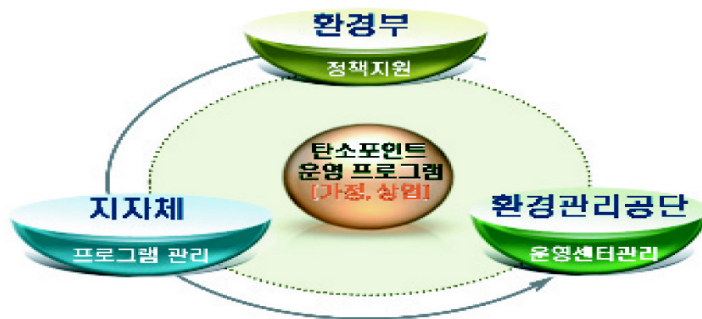 환경부
정책지원
탄소포인트
운영 프로그램
[가정, 상업]
지자체
프로그램 관리
환경관리공단
운영센터관리